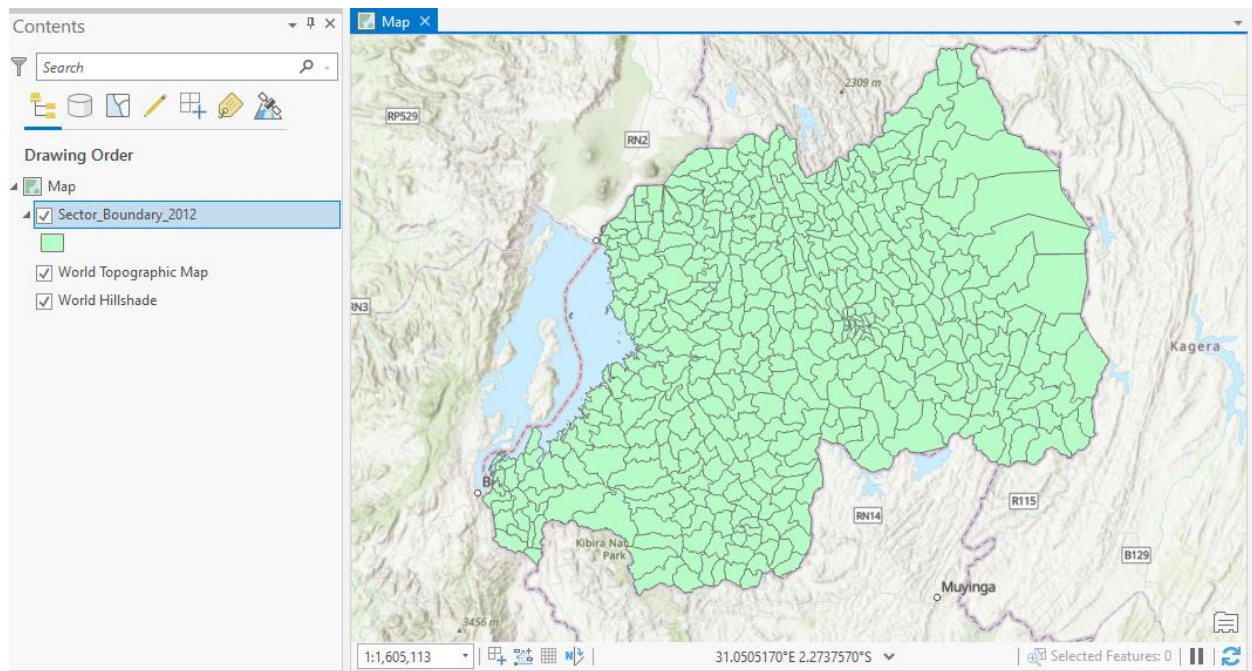 Contents
Search
Drawing Order
Map
Sector_Boundary_2012
World Topographic Map
World Hillshade
Map
2309 m
RP529
RN2
RN3
Kagera
B
RN14
R115
B129
Kibira Nat
Park
Muyinga
3456 m
1:1,605,113
31.0505170°E 2.2737570°S
Selected Features: 0